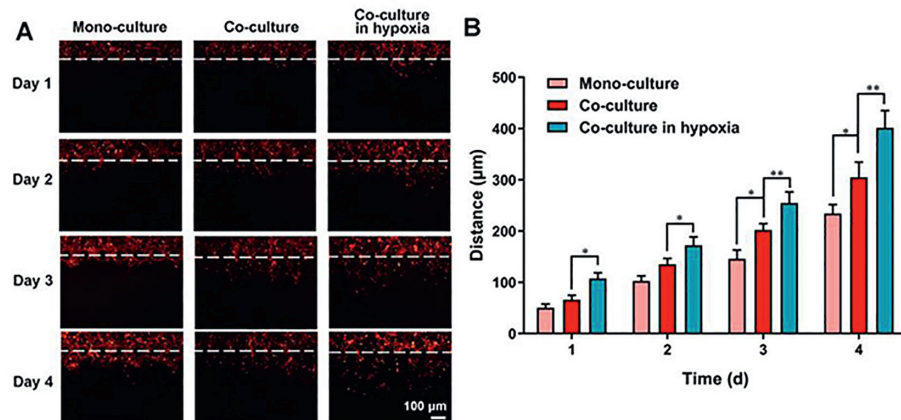 A
Mono-culture
Co-culture
Co-culture
in hypoxia
Day 1
Day 2
Day 3
Day 4
100 µm
B
Mono-culture
Co-culture
Co-culture in hypoxia
Distance (µm)
500
400
300
200
100
0
*
*
*
**
*
**
1 2 3 4
Time (d)